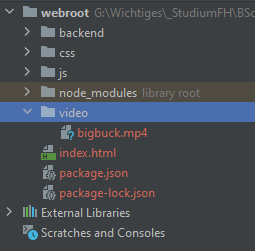 webroot G:\Wichtiges\_StudiumFH\BSc
backend
css
js
node_modules library root
video
bigbuck.mp4
index.html
package.json
package-lock.json
External Libraries
Scratches and Consoles